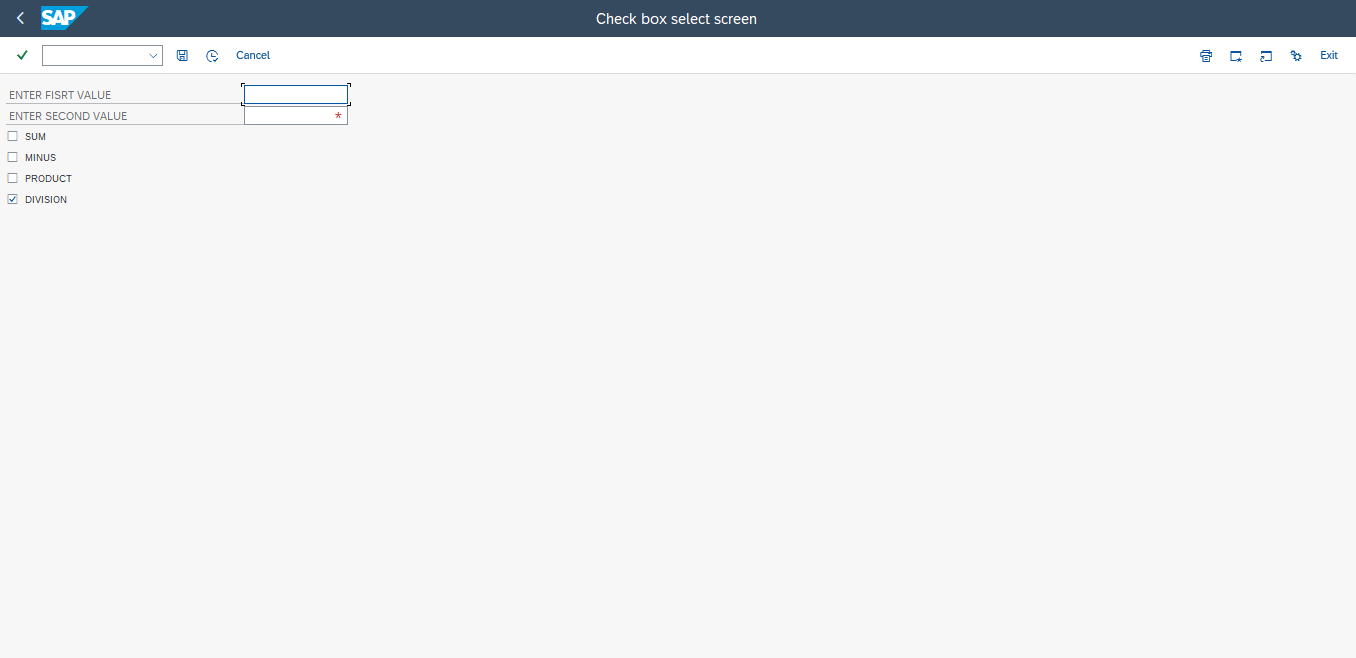 SAP
Check box select screen
Cancel
Exit
ENTER FISRT VALUE
ENTER SECOND VALUE *
SUM
MINUS
PRODUCT
DIVISION